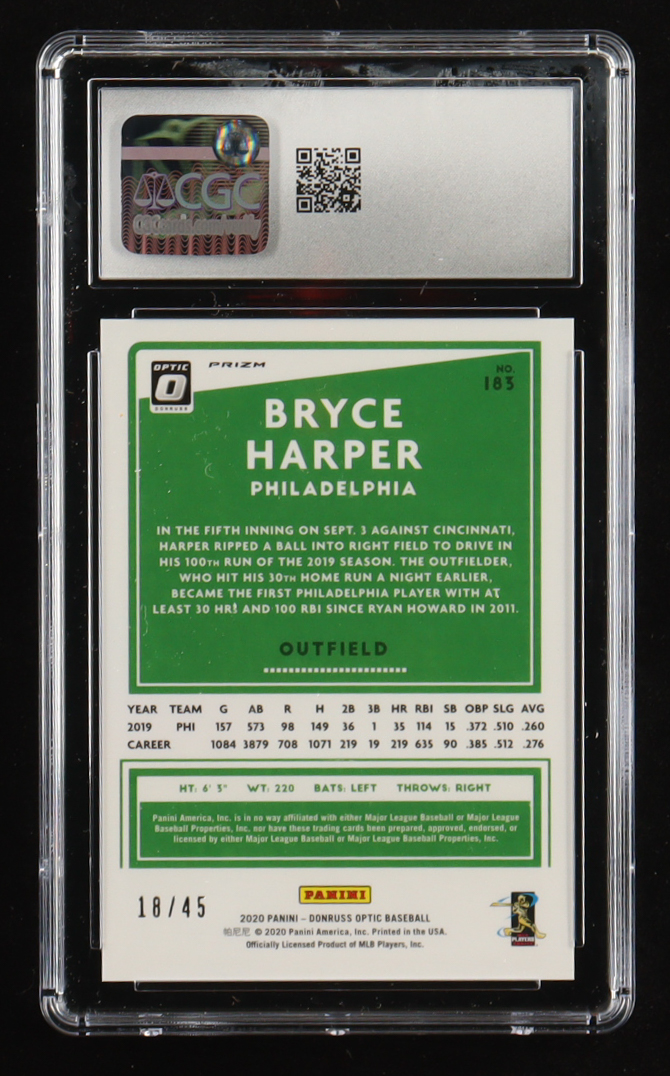 CGC
OPTIC
O
DONRUSS
PRIZM
NO.
183
BRYCE
HARPER
PHILADELPHIA
IN THE FIFTH INNING ON SEPT. 3 AGAINST CINCINNATI,
HARPER RIPPED A BALL INTO RIGHT FIELD TO DRIVE IN
HIS 100TH RUN OF THE 2019 SEASON. THE OUTFIELDER,
WHO HIT HIS 30TH HOME RUN A NIGHT EARLIER,
BECAME THE FIRST PHILADELPHIA PLAYER WITH AT
LEAST 30 HRS AND 100 RBI SINCE RYAN HOWARD IN 2011.
OUTFIELD
YEAR TEAM G AB R H 2B 3B HR RBI SB OBP SLG AVG
2019 PHI 157 573 98 149 36 1 35 114 15 .372 .510 .260
CAREER 1084 3879 708 1071 219 19 219 635 90 .385 .512 .276
HT: 6' 3" WT: 220 BATS: LEFT THROWS: RIGHT
Panini America, Inc. is in no way affiliated with either Major League Baseball or Major League
Baseball Properties, Inc. nor have these trading cards been prepared, approved, endorsed, or
licensed by either Major League Baseball or Major League Baseball Properties, Inc.
18/45
PANINI
2020 PANINI – DONRUSS OPTIC BASEBALL
帕尼尼 © 2020 Panini America, Inc. Printed in the USA.
Officially Licensed Product of MLB Players, Inc.
PLAYERS